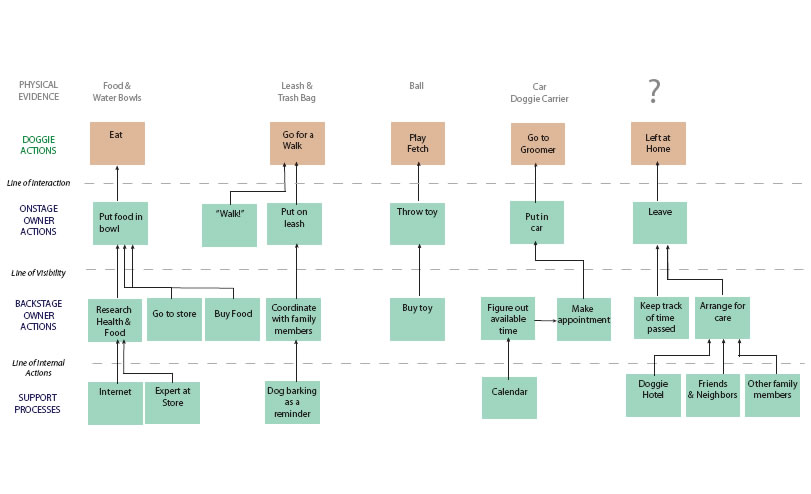 PHYSICAL
EVIDENCE
Food &
Water Bowls
Leash &
Trash Bag
Ball
Car
Doggie Carrier
?
DOGGIE
ACTIONS
Eat
Go for a
Walk
Play
Fetch
Go to
Groomer
Left at
Home
Line of Interaction
ONSTAGE
OWNER
ACTIONS
Put food in
bowl
"Walk!"
Put on
leash
Throw toy
Put in
car
Leave
Line of Visibility
BACKSTAGE
OWNER
ACTIONS
Research
Health &
Food
Go to store
Buy Food
Coordinate
with family
members
Buy toy
Figure out
available
time
Make
appointment
Keep track
of time
passed
Arrange for
care
Line of Internal
Actions
SUPPORT
PROCESSES
Internet
Expert at
Store
Dog barking
as a
reminder
Calendar
Doggie
Hotel
Friends
& Neighbors
Other family
members